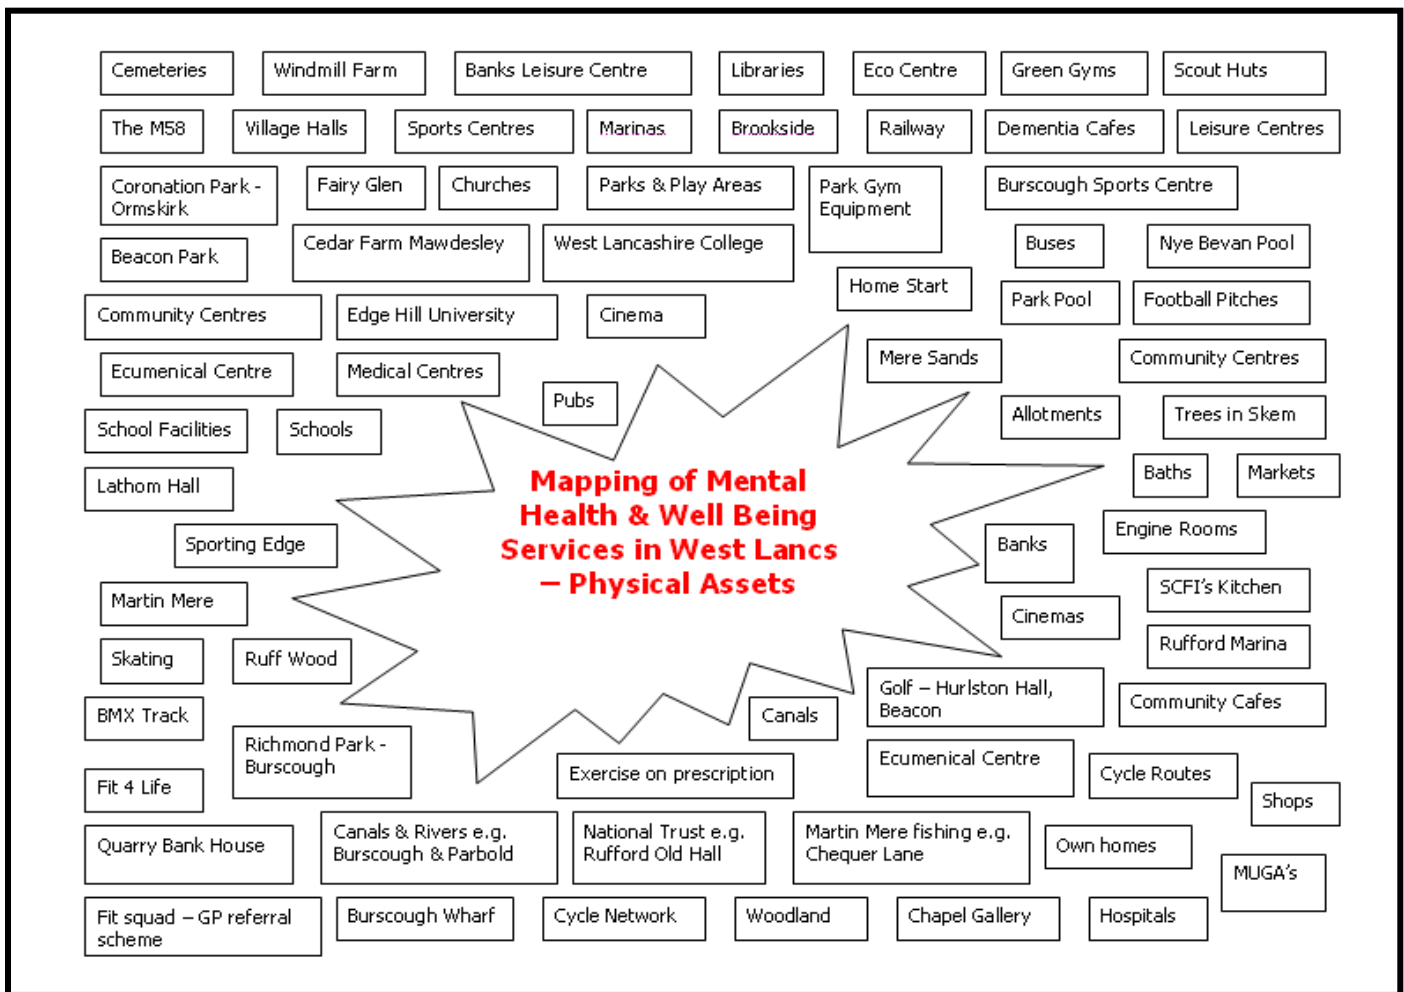 Cemeteries
Windmill Farm
Banks Leisure Centre
Libraries
Eco Centre
Green Gyms
Scout Huts
The M58
Village Halls
Sports Centres
Marinas
Brookside
Railway
Dementia Cafes
Leisure Centres
Coronation Park -
Ormskirk
Fairy Glen
Churches
Parks & Play Areas
Park Gym
Equipment
Burscough Sports Centre
Beacon Park
Cedar Farm Mawdesley
West Lancashire College
Buses
Nye Bevan Pool
Home Start
Community Centres
Edge Hill University
Cinema
Park Pool
Football Pitches
Ecumenical Centre
Medical Centres
Mere Sands
Community Centres
Pubs
School Facilities
Schools
Allotments
Trees in Skem
Lathom Hall
Baths
Markets
Mapping of Mental
Health & Well Being
Services in West Lancs
– Physical Assets
Sporting Edge
Banks
Engine Rooms
Martin Mere
SCFI's Kitchen
Cinemas
Skating
Ruff Wood
Rufford Marina
BMX Track
Canals
Golf – Hurlston Hall,
Beacon
Community Cafes
Richmond Park -
Burscough
Exercise on prescription
Ecumenical Centre
Cycle Routes
Fit 4 Life
Shops
Quarry Bank House
Canals & Rivers e.g.
Burscough & Parbold
National Trust e.g.
Rufford Old Hall
Martin Mere fishing e.g.
Chequer Lane
Own homes
MUGA's
Fit squad – GP referral
scheme
Burscough Wharf
Cycle Network
Woodland
Chapel Gallery
Hospitals